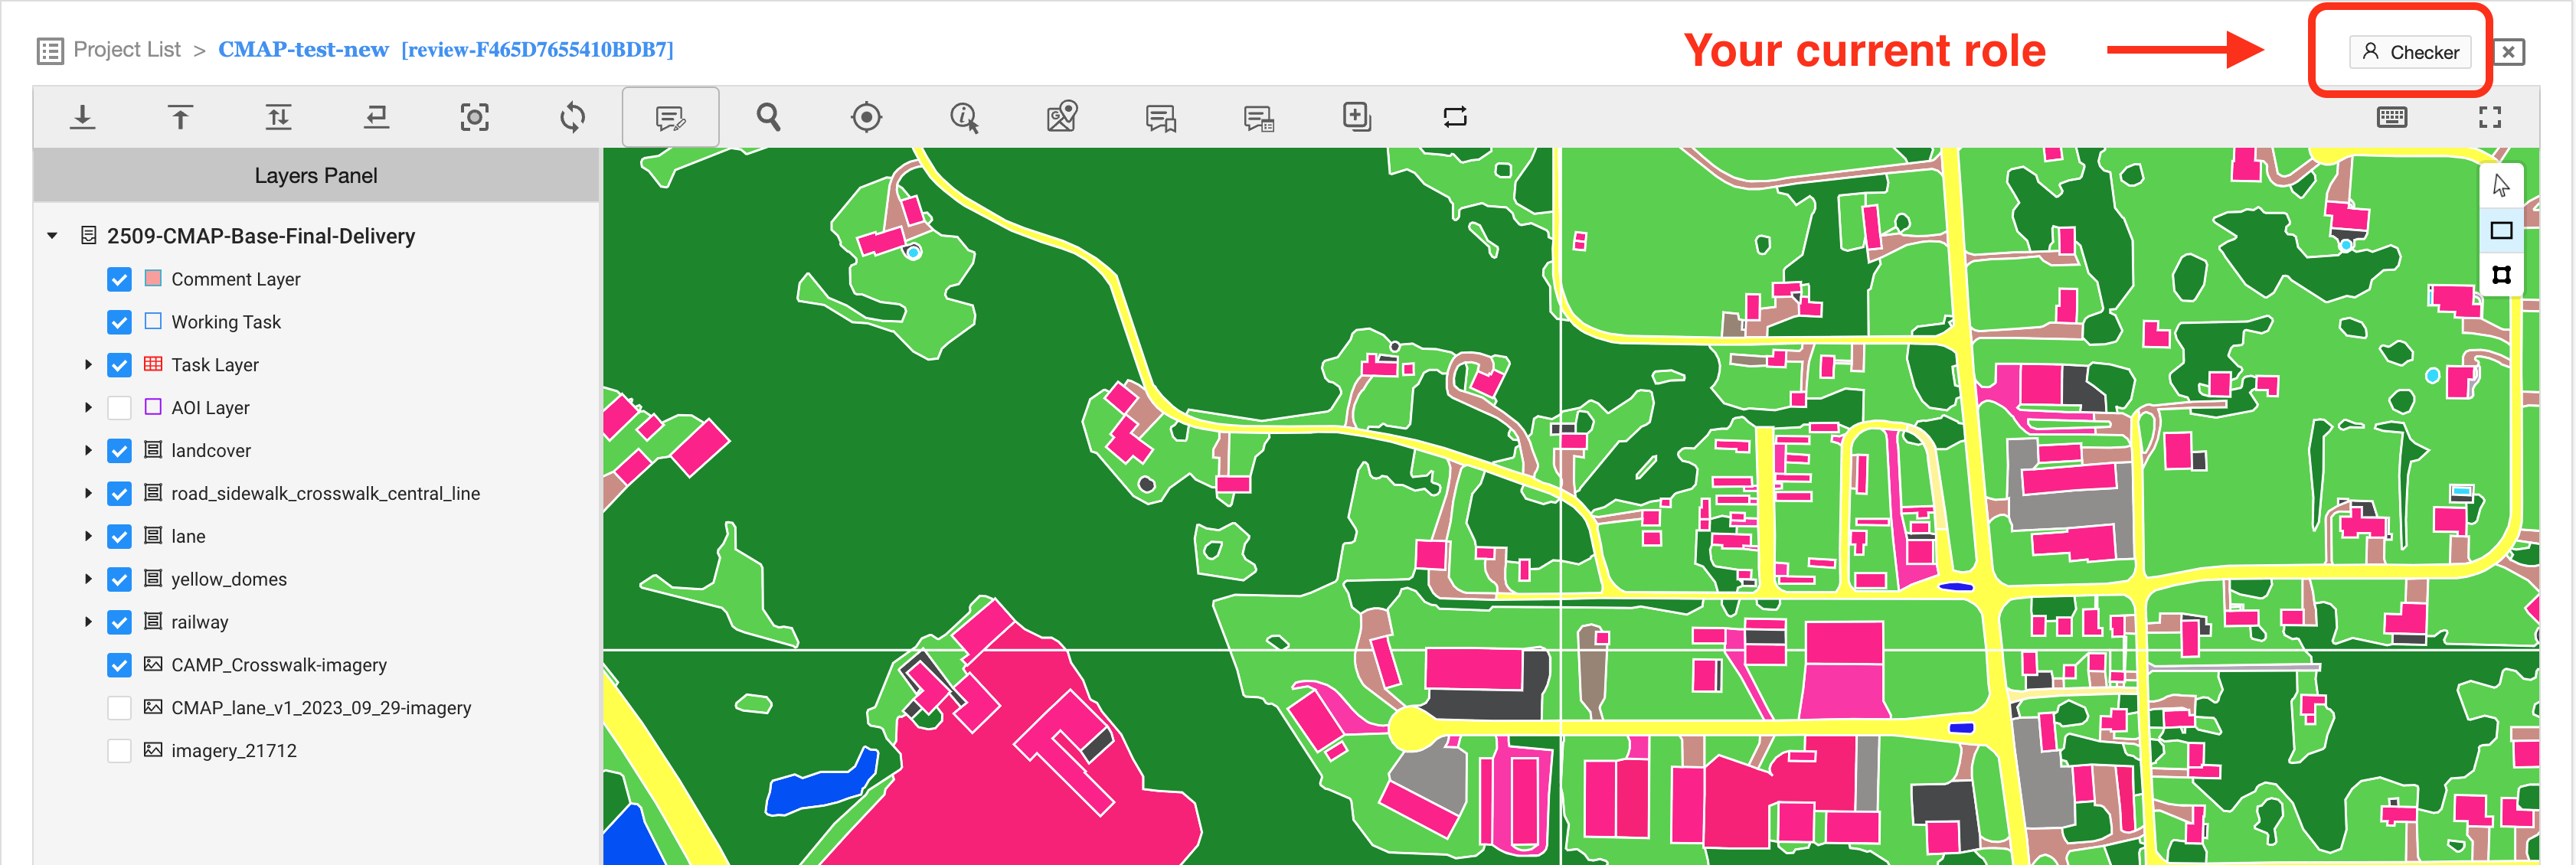 Project List > CMAP-test-new [review-F465D7655410BDB7]
Your current role
Checker
Layers Panel
2509-CMAP-Base-Final-Delivery
Comment Layer
Working Task
Task Layer
AOI Layer
landcover
road_sidewalk_crosswalk_central_line
lane
yellow_domes
railway
CAMP_Crosswalk-imagery
CMAP_lane_v1_2023_09_29-imagery
imagery_21712